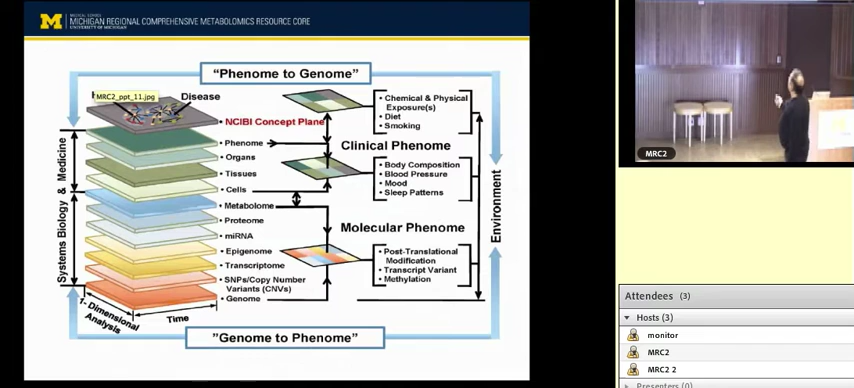 M
MEDICAL SCHOOL
MICHIGAN REGIONAL COMPREHENSIVE METABOLOMICS RESOURCE CORE
UNIVERSITY OF MICHIGAN
"Phenome to Genome"
MRC2_ppt_11.jpg
Disease
• NCIBI Concept Plane
• Phenome
• Organs
• Tissues
• Cells
• Metabolome
• Proteome
• miRNA
• Epigenome
• Transcriptome
• SNPs/Copy Number
Variants (CNVs)
• Genome
Systems Biology & Medicine
1- Dimensional
Analysis
Time
• Chemical & Physical
Exposure(s)
• Diet
• Smoking
Clinical Phenome
• Body Composition
• Blood Pressure
• Mood
• Sleep Patterns
Molecular Phenome
• Post-Translational
Modification
• Transcript Variant
• Methylation
Environment
"Genome to Phenome"
MRC2
Attendees (3)
Hosts (3)
monitor
MRC2
MRC2 2
Presenters (0)